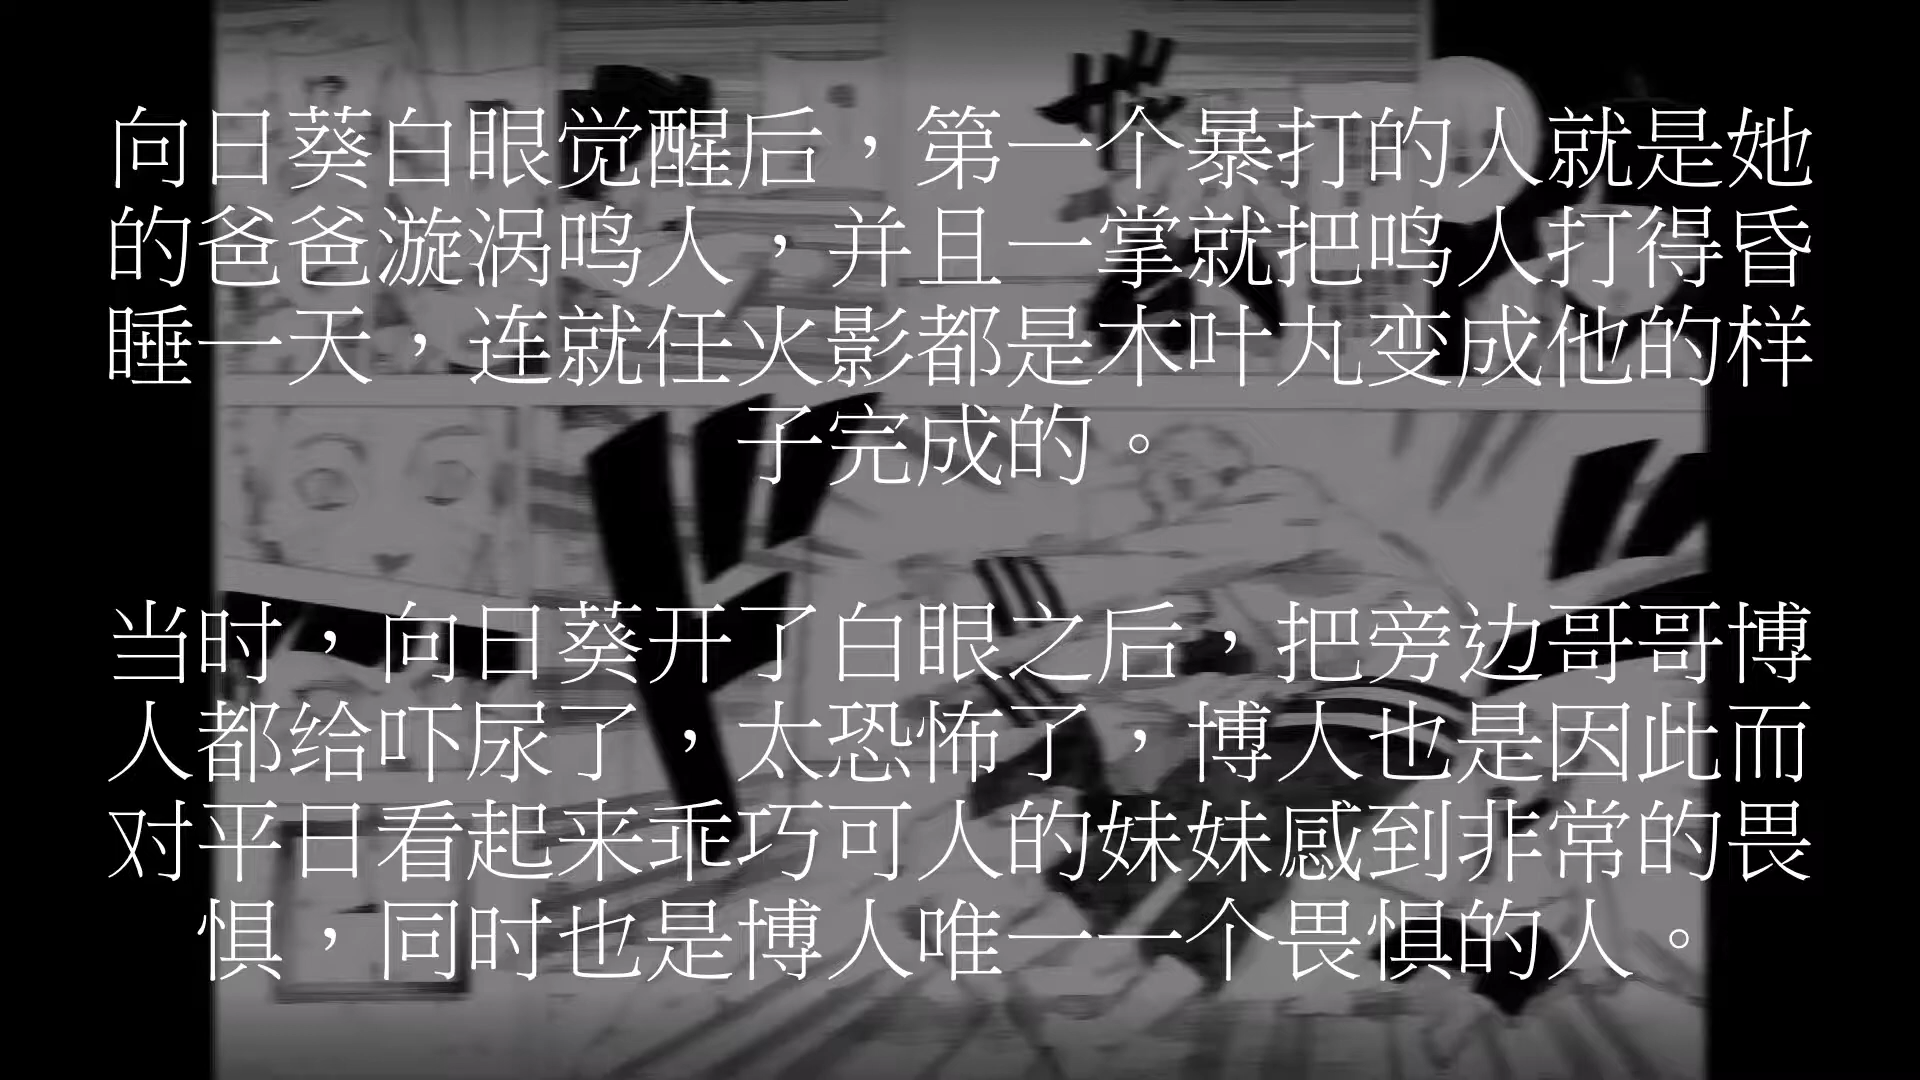 向日葵白眼觉醒后，第一个暴打的人就是她
的爸爸漩涡鸣人，并且一掌就把鸣人打得昏
睡一天，连就任火影都是木叶丸变成他的样
子完成的。
当时，向日葵开了白眼之后，把旁边哥哥博
人都给吓尿了，太恐怖了，博人也是因此而
对平日看起来乖巧可人的妹妹感到非常的畏
惧，同时也是博人唯一一个畏惧的人。